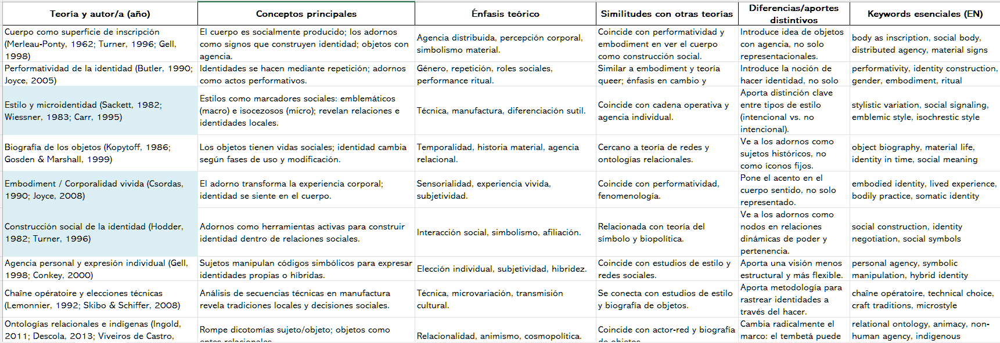 Teoría y autor/a (año)
Conceptos principales
Énfasis teórico
Similitudes con otras teorías
Diferencias/aportes
distintivos
Keywords esenciales (EN)
Cuerpo como superficie de inscripción
(Merleau-Ponty, 1962; Turner, 1996; Gell,
1998)
El cuerpo es socialmente producido; los adornos
como signos que construyen identidad; objetos con
agencia.
Agencia distribuida, percepción corporal,
simbolismo material.
Coincide con performatividad y
embodiment en ver el cuerpo
como construcción social.
Introduce idea de objetos
con agencia, no solo
representacionales.
body as inscription, social body,
distributed agency, material signs
Performatividad de la identidad (Butler, 1990;
Joyce, 2005)
Identidades se hacen mediante repetición; adornos
como actos performativos.
Género, repetición, roles sociales,
performance ritual.
Similar a embodiment y teoría
queer; énfasis en cambio y
Introduce la noción de
hacer identidad, no solo
performativity, identity construction,
gender, embodiment, ritual
Estilo y microidentidad (Sackett, 1982;
Wiessner, 1983; Carr, 1995)
Estilos como marcadores sociales: emblemáticos
(macro) e isocezosos (micro); revelan relaciones e
identidades locales.
Técnica, manufactura, diferenciación sutil.
Coincide con cadena operativa y
agencia individual.
Aporta distinción clave
entre tipos de estilo
(intencional vs. no
intencional).
stylistic variation, social signaling,
emblemic style, isochrestic style
Biografía de los objetos (Kopytoff, 1986;
Gosden & Marshall, 1999)
Los objetos tienen vidas sociales; identidad cambia
según fases de uso y modificación.
Temporalidad, historia material, agencia
relacional.
Cercano a teoría de redes y
ontologías relacionales.
Ve a los adornos como
sujetos históricos, no
como íconos fijos.
object biography, material life,
identity in time, social meaning
Embodiment / Corporalidad vivida (Csordas,
1990; Joyce, 2008)
El adorno transforma la experiencia corporal;
identidad se siente en el cuerpo.
Sensorialidad, experiencia vivida,
subjetividad.
Coincide con performatividad,
fenomenología.
Pone el acento en el
cuerpo sentido, no solo
representado.
embodied identity, lived experience,
bodily practice, somatic identity
Construcción social de la identidad (Hodder,
1982; Turner, 1996)
Adornos como herramientas activas para construir
identidad dentro de relaciones sociales.
Interacción social, simbolismo, afiliación.
Relacionada con teoría del
símbolo y biopolítica.
Ve a los adornos como
nodos en relaciones
dinámicas de poder y
pertenencia.
social construction, identity
negotiation, social symbols
Agencia personal y expresión individual (Gell,
1998; Conkey, 2000)
Sujetos manipulan códigos simbólicos para expresar
identidades propias o híbridas.
Elección individual, subjetividad, hibridez.
Coincide con estudios de estilo y
redes sociales.
Aporta una visión menos
estructural y más flexible.
personal agency, symbolic
manipulation, hybrid identity
Chaîne opératoire y elecciones técnicas
(Lemonnier, 1992; Skibo & Schiffer, 2008)
Análisis de secuencias técnicas en manufactura
revela tradiciones locales y decisiones sociales.
Técnica, microvariación, transmisión
cultural.
Se conecta con estudios de estilo
y biografía de objetos.
Aporta metodología para
rastrear identidades a
través del hacer.
chaîne opératoire, technical choice,
craft traditions, microstyle
Ontologías relacionales e indígenas (Ingold,
2011; Descola, 2013; Viveiros de Castro,
Rompe dicotomías sujeto/objeto; objetos como
entes relacionales.
Relacionalidad, animismo, cosmopolítica.
Coincide con actor-red y biografía
de objetos.
Cambia radicalmente el
marco: el tembetá puede
relational ontology, animacy, non-
human agency, indigenous